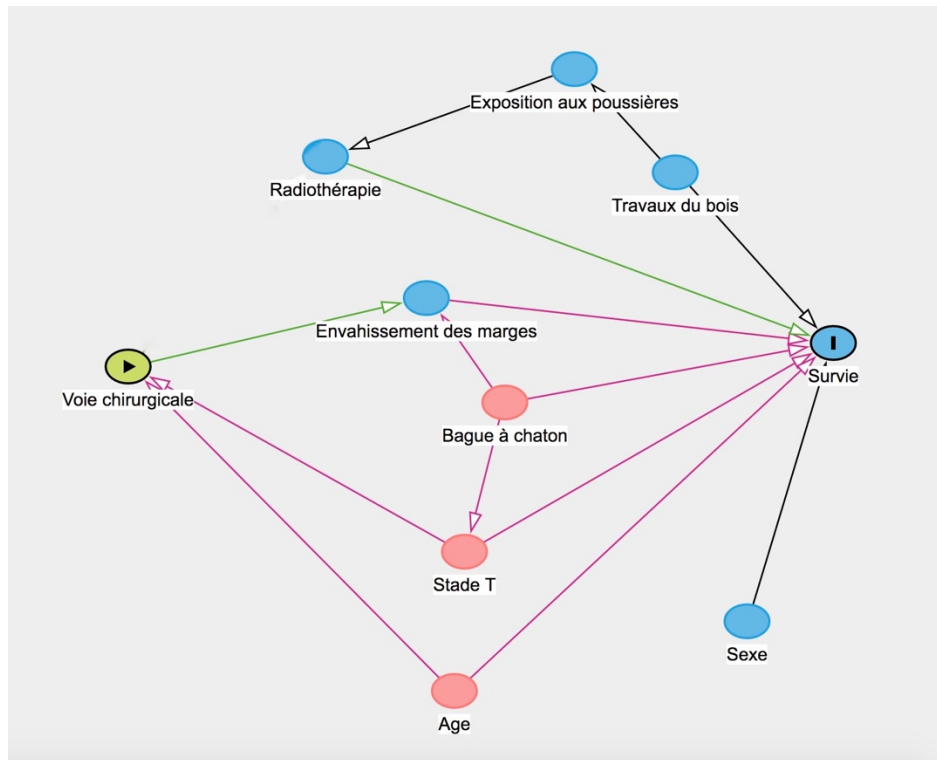 Exposition aux poussières
Radiothérapie
Travaux du bois
Envahissement des marges
Survie
Voie chirurgicale
Bague à chaton
Stade T
Sexe
Age